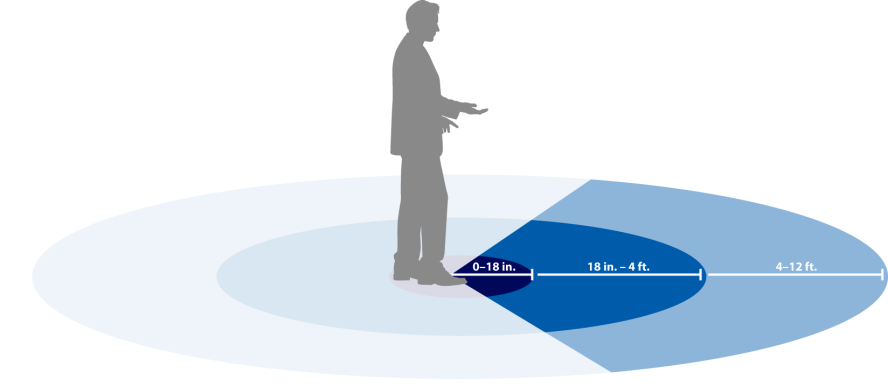 0–18 in.
18 in. – 4 ft.
4–12 ft.